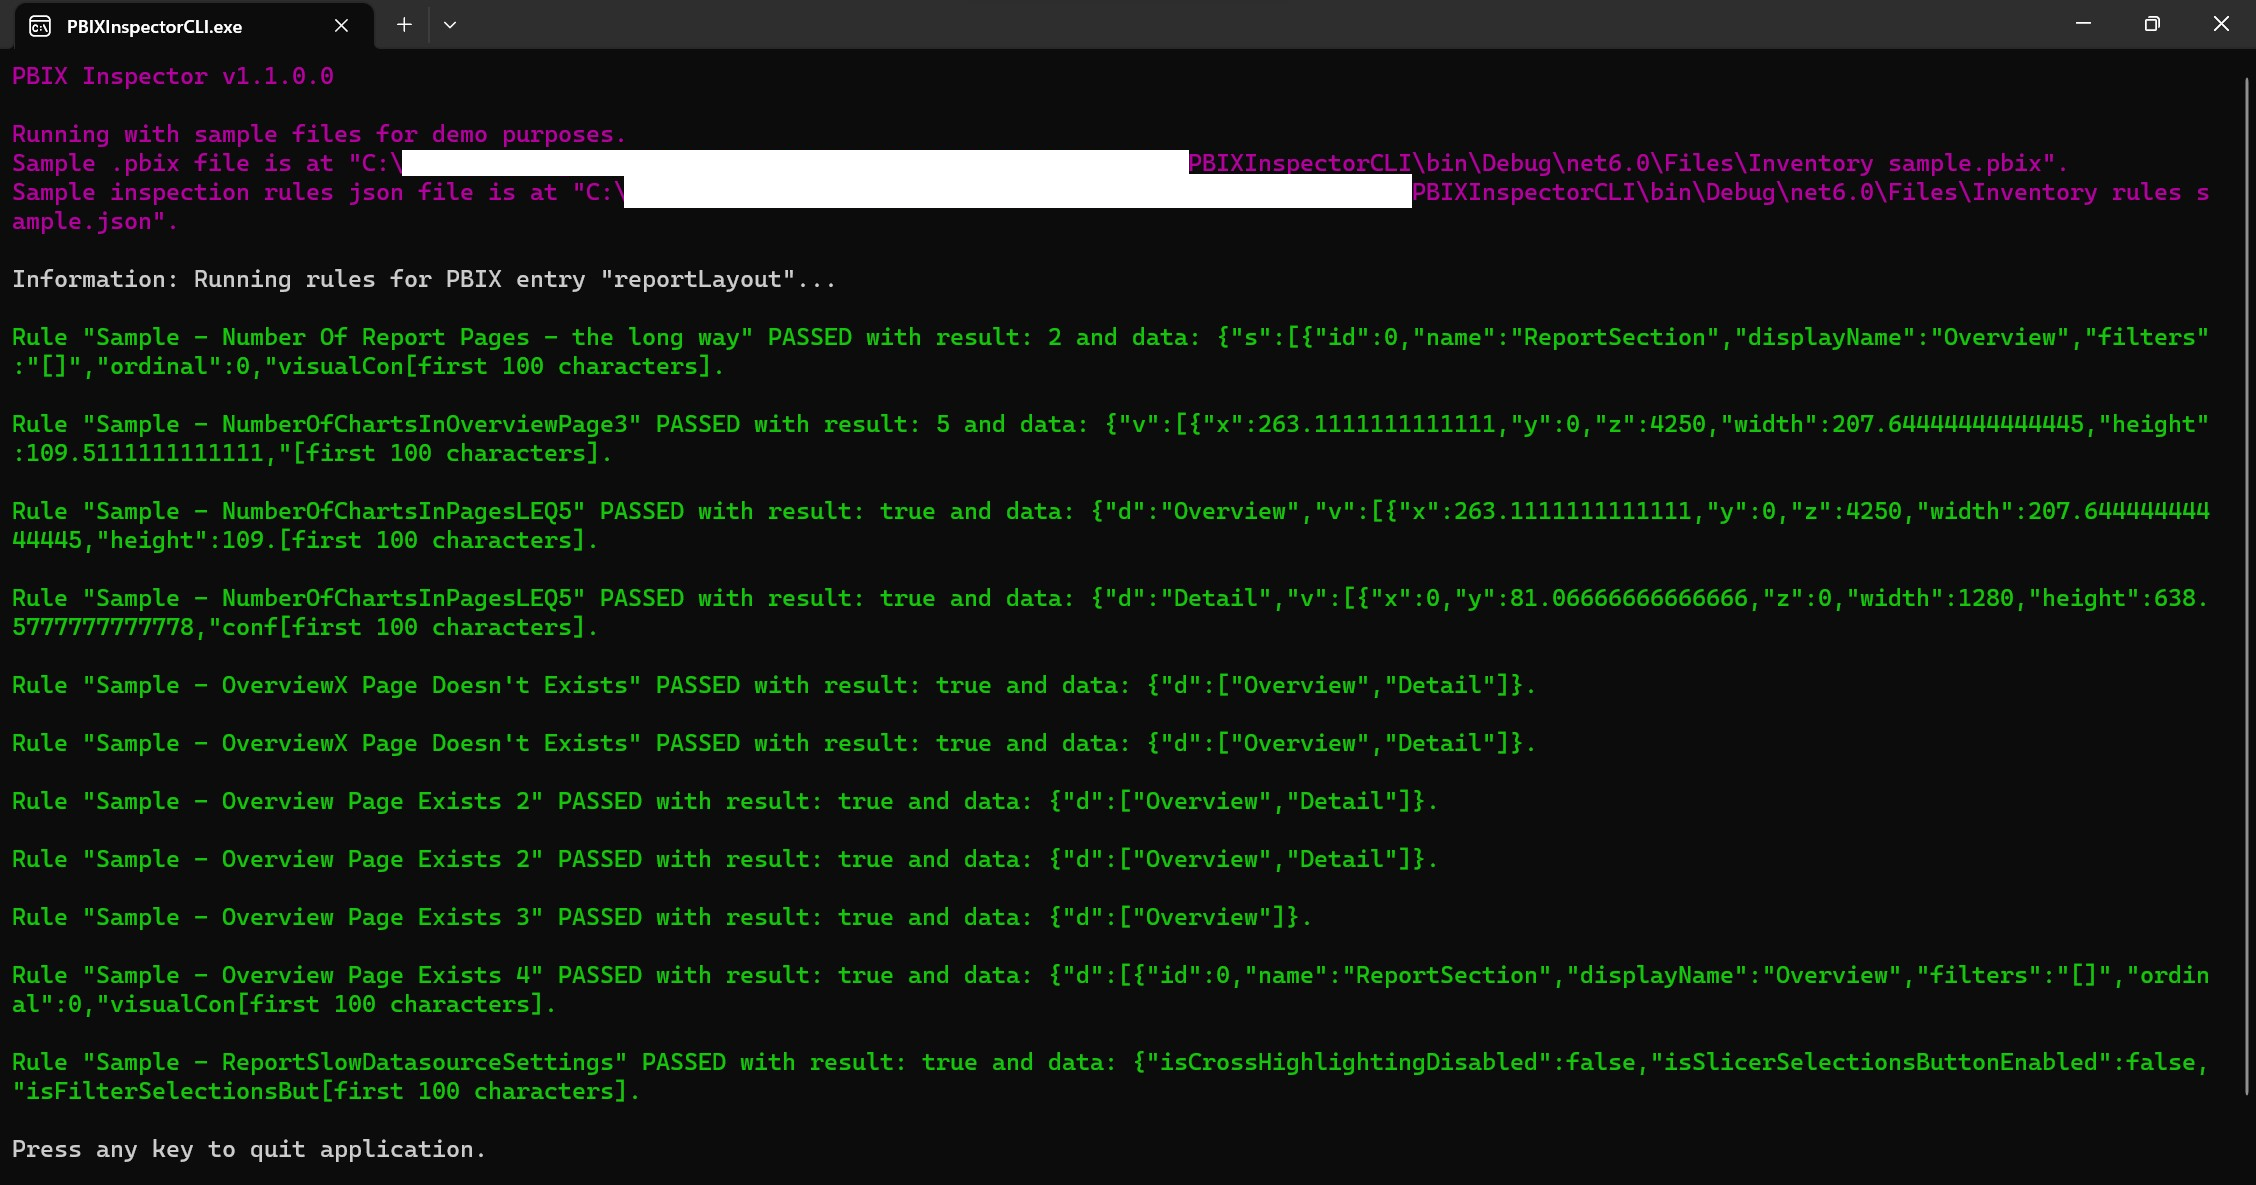 PBIXInspectorCLI.exe
PBIX Inspector v1.1.0.0
Running with sample files for demo purposes.
Sample .pbix file is at "C:\ PBIXInspectorCLI\bin\Debug\net6.0\Files\Inventory sample.pbix".
Sample inspection rules json file is at "C:\ PBIXInspectorCLI\bin\Debug\net6.0\Files\Inventory rules s
ample.json".
Information: Running rules for PBIX entry "reportLayout"...
Rule "Sample - Number Of Report Pages - the long way" PASSED with result: 2 and data: {"s":[{"id":0,"name":"ReportSection","displayName":"Overview","filters"
:"[]","ordinal":0,"visualCon[first 100 characters].
Rule "Sample - NumberOfChartsInOverviewPage3" PASSED with result: 5 and data: {"v":[{"x":263.1111111111111,"y":0,"z":4250,"width":207.64444444444445,"height"
:109.5111111111111,"[first 100 characters].
Rule "Sample - NumberOfChartsInPagesLEQ5" PASSED with result: true and data: {"d":"Overview","v":[{"x":263.1111111111111,"y":0,"z":4250,"width":207.644444444
44445,"height":109.[first 100 characters].
Rule "Sample - NumberOfChartsInPagesLEQ5" PASSED with result: true and data: {"d":"Detail","v":[{"x":0,"y":81.06666666666666,"z":0,"width":1280,"height":638.
5777777777778,"conf[first 100 characters].
Rule "Sample - OverviewX Page Doesn't Exists" PASSED with result: true and data: {"d":["Overview","Detail"]}.
Rule "Sample - OverviewX Page Doesn't Exists" PASSED with result: true and data: {"d":["Overview","Detail"]}.
Rule "Sample - Overview Page Exists 2" PASSED with result: true and data: {"d":["Overview","Detail"]}.
Rule "Sample - Overview Page Exists 2" PASSED with result: true and data: {"d":["Overview","Detail"]}.
Rule "Sample - Overview Page Exists 3" PASSED with result: true and data: {"d":["Overview"]}.
Rule "Sample - Overview Page Exists 4" PASSED with result: true and data: {"d":[{"id":0,"name":"ReportSection","displayName":"Overview","filters":"[]","ordin
al":0,"visualCon[first 100 characters].
Rule "Sample - ReportSlowDatasourceSettings" PASSED with result: true and data: {"isCrossHighlightingDisabled":false,"isSlicerSelectionsButtonEnabled":false,
"isFilterSelectionsBut[first 100 characters].
Press any key to quit application.